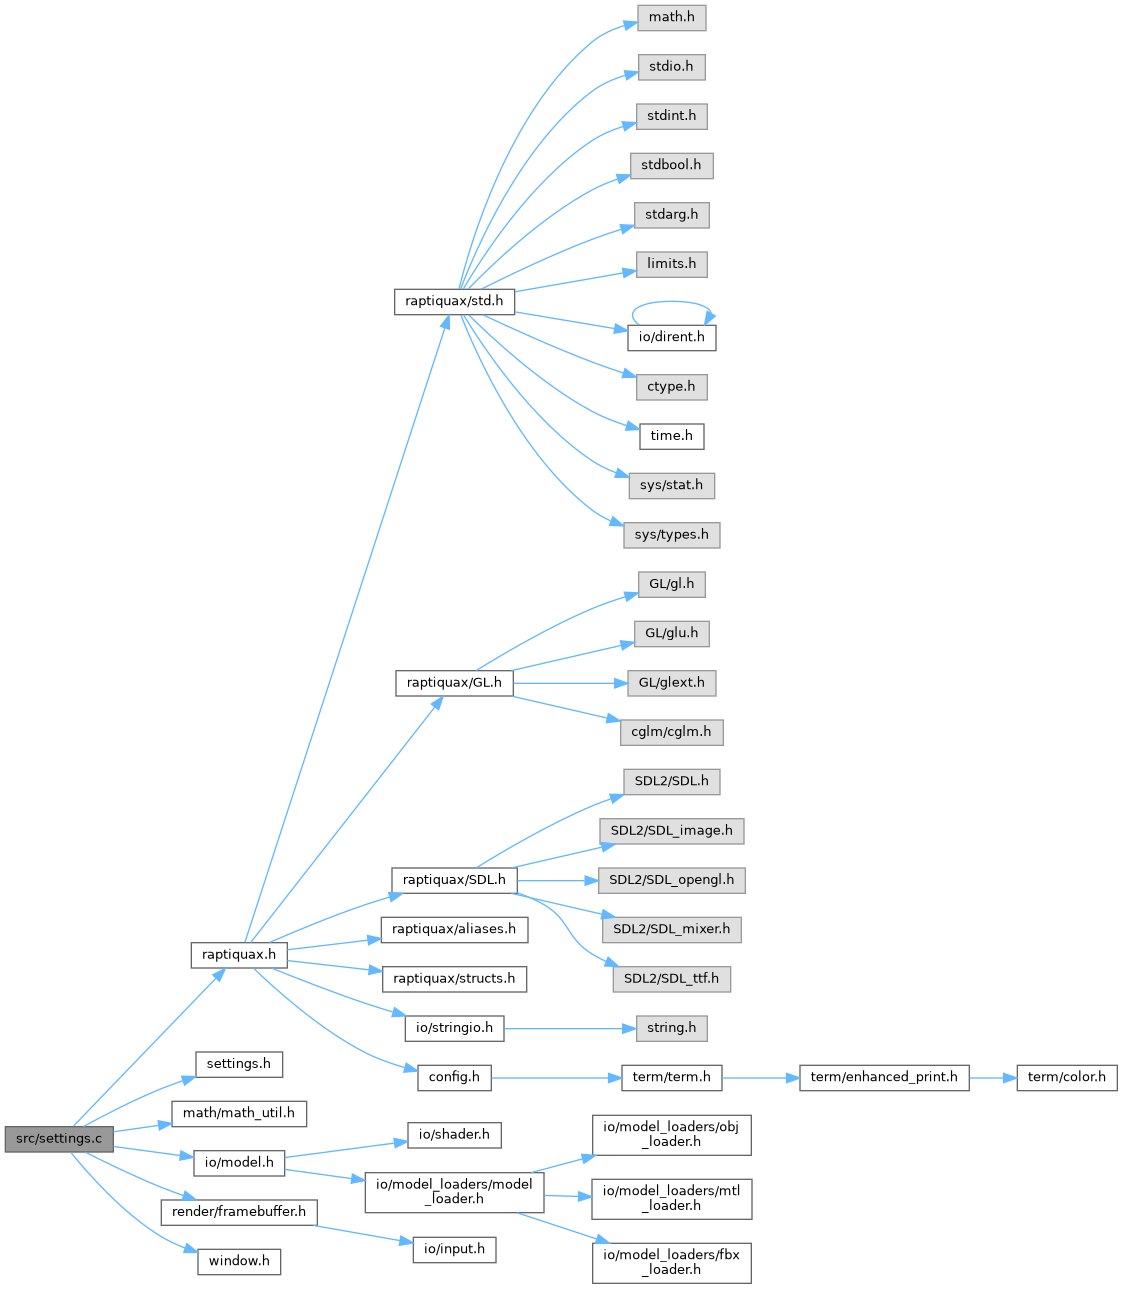 math.h
stdio.h
stdint.h
stdbool.h
stdarg.h
limits.h
raptiquax/std.h
io/dirent.h
ctype.h
time.h
sys/stat.h
sys/types.h
GL/gl.h
GL/glu.h
raptiquax/GL.h
GL/glext.h
cglm/cglm.h
SDL2/SDL.h
SDL2/SDL_image.h
raptiquax/SDL.h
SDL2/SDL_opengl.h
raptiquax/aliases.h
SDL2/SDL_mixer.h
raptiquax.h
raptiquax/structs.h
SDL2/SDL_ttf.h
io/stringio.h
string.h
settings.h
config.h
term/term.h
term/enhanced_print.h
term/color.h
math/math_util.h
src/settings.c
io/shader.h
io/model_loaders/obj
_loader.h
io/model.h
io/model_loaders/model
_loader.h
io/model_loaders/mtl
_loader.h
render/framebuffer.h
io/input.h
window.h
io/model_loaders/fbx
_loader.h